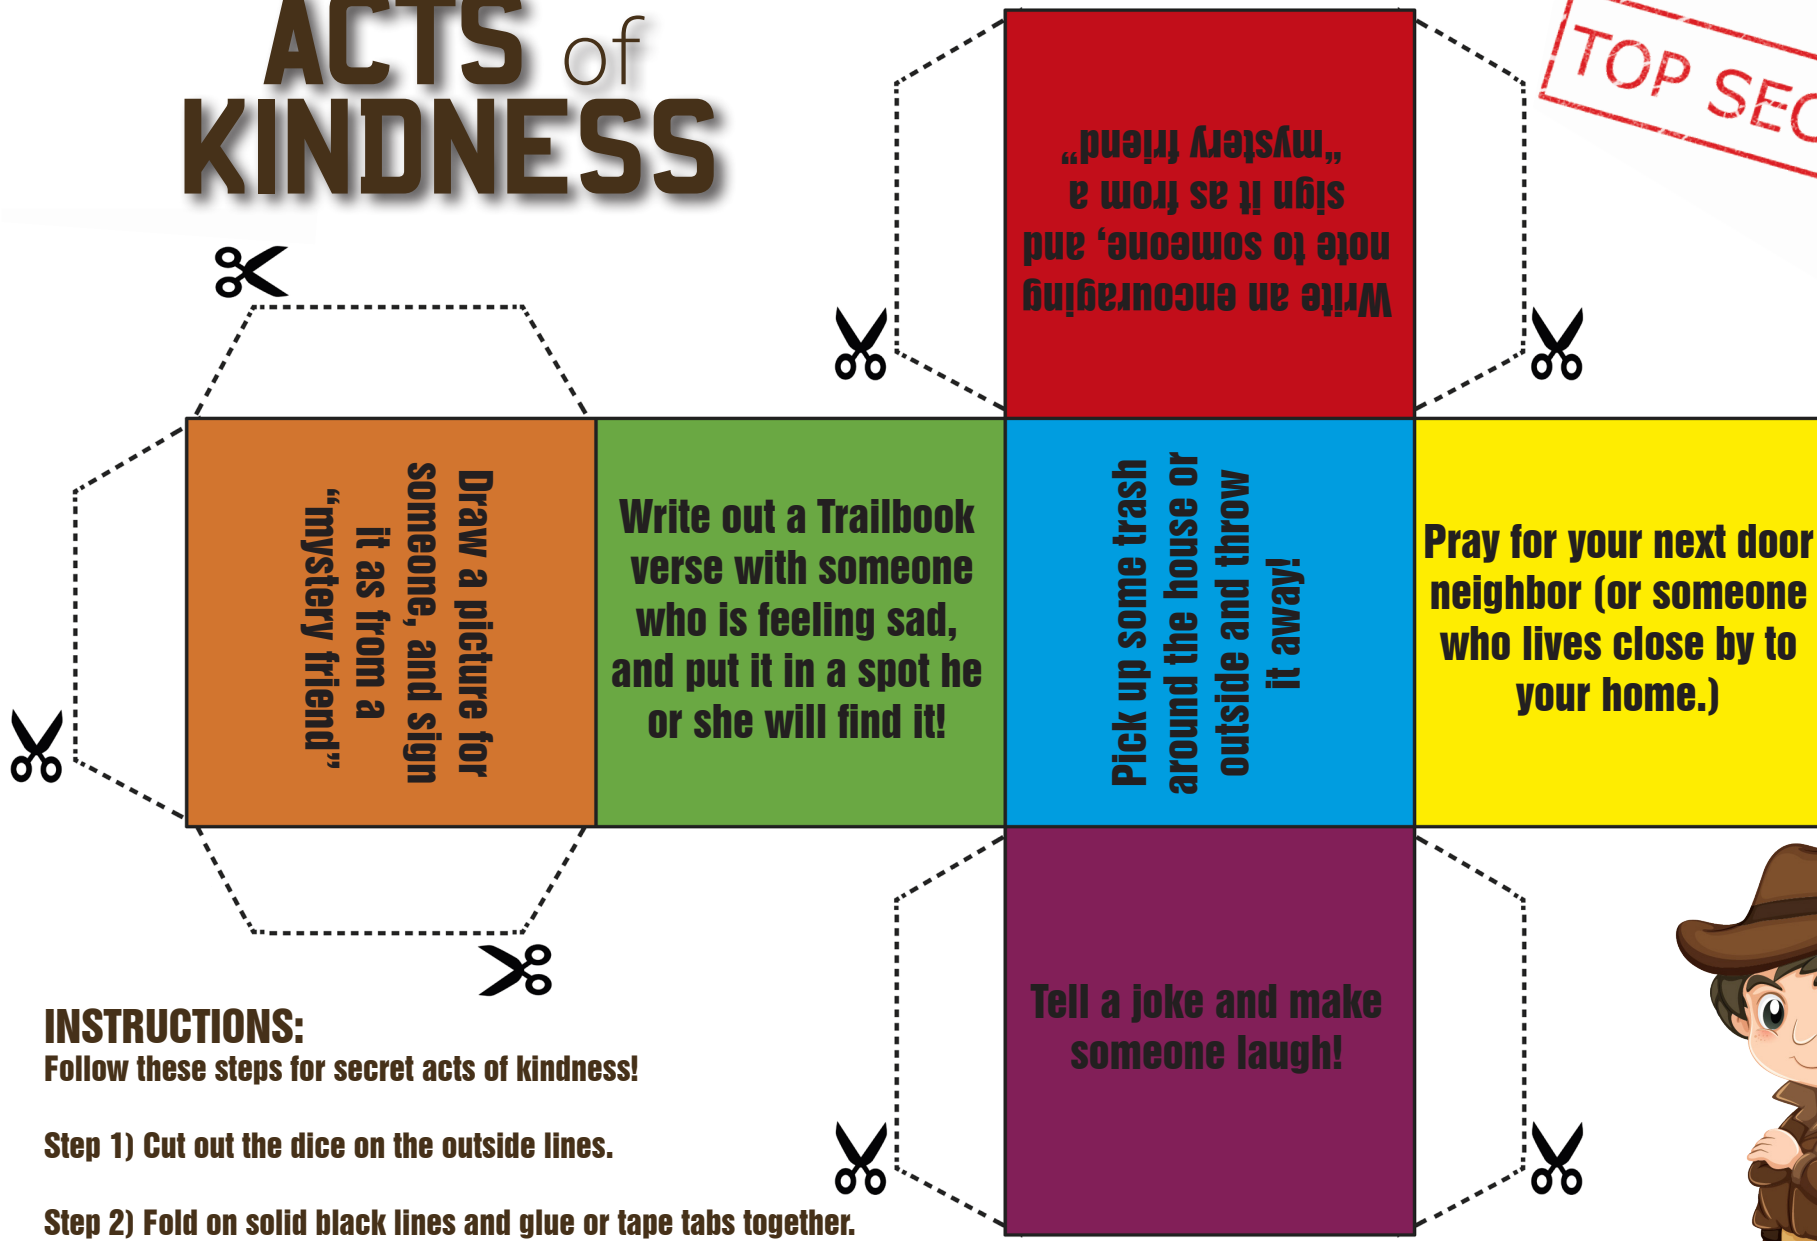 ACTS of
KINDNESS
TOP SEC
Write an encouraging
note to someone, and
sign it as from a
"mystery friend"
Draw a picture for
someone, and sign
it as from a
“mystery friend”
Write out a Trailbook
verse with someone
who is feeling sad,
and put it in a spot he
or she will find it!
Pick up some trash
around the house or
outside and throw
it away!
Pray for your next door
neighbor (or someone
who lives close by to
your home.)
Tell a joke and make
someone laugh!
INSTRUCTIONS:
Follow these steps for secret acts of kindness!
Step 1) Cut out the dice on the outside lines.
Step 2) Fold on solid black lines and glue or tape tabs together.